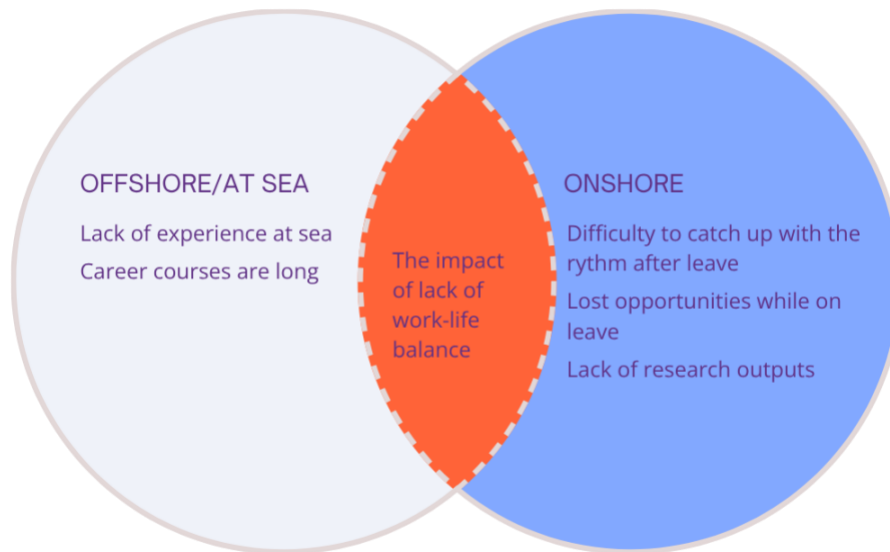 OFFSHORE/AT SEA
Lack of experience at sea
Career courses are long
The impact
of lack of
work-life
balance
ONSHORE
Difficulty to catch up with the
rythm after leave
Lost opportunities while on
leave
Lack of research outputs